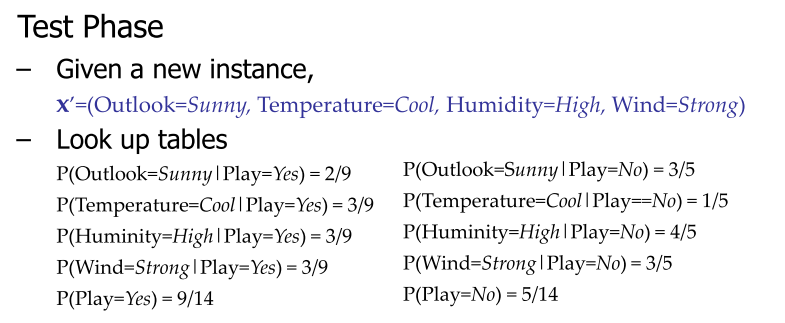 Test Phase
– Given a new instance,
x′=(Outlook=Sunny, Temperature=Cool, Humidity=High, Wind=Strong)
– Look up tables
P(Outlook=Sunny|Play=Yes) = 2/9
P(Temperature=Cool|Play=Yes) = 3/9
P(Huminity=High|Play=Yes) = 3/9
P(Wind=Strong|Play=Yes) = 3/9
P(Play=Yes) = 9/14
P(Outlook=Sunny|Play=No) = 3/5
P(Temperature=Cool|Play==No) = 1/5
P(Huminity=High|Play=No) = 4/5
P(Wind=Strong|Play=No) = 3/5
P(Play=No) = 5/14